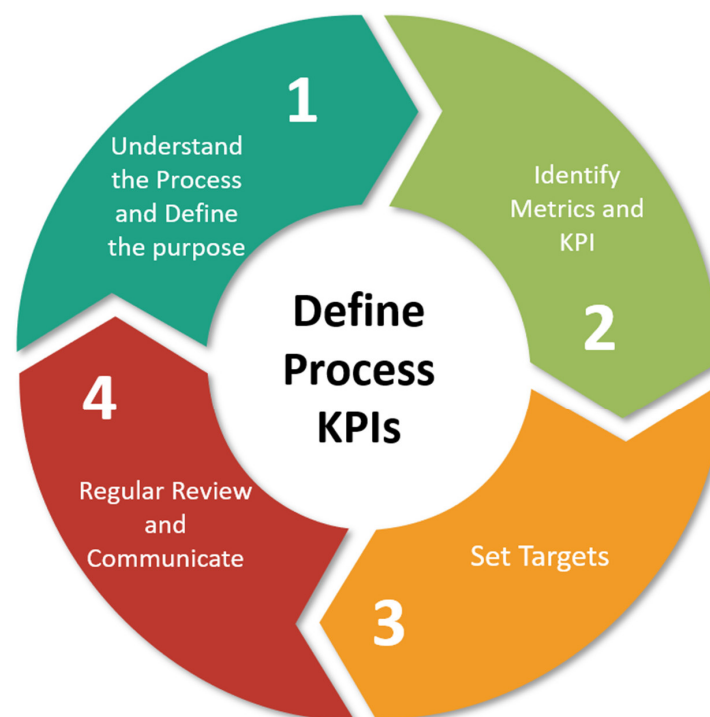 1
Understand
the Process
and Define
the purpose
Identify
Metrics and
KPI
2
Define
Process
KPIs
Set Targets
3
4
Regular Review
and
Communicate